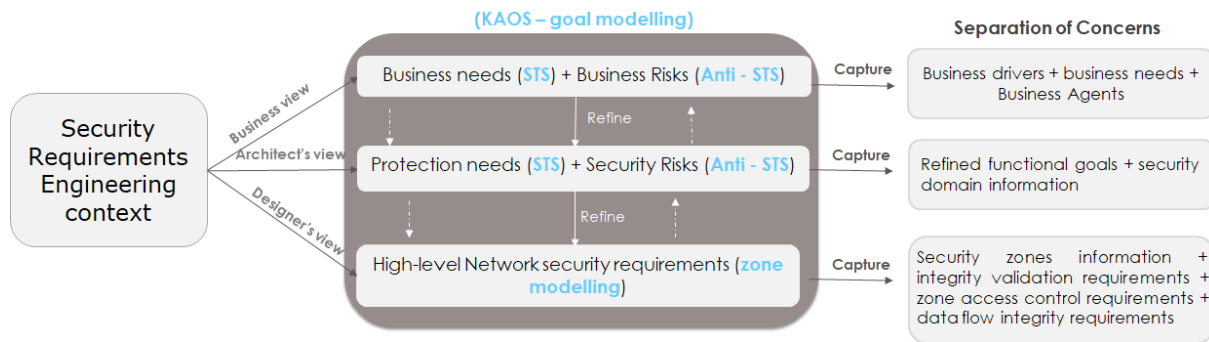 (KAOS – goal modelling)
Separation of Concerns
Security
Requirements
Engineering
context
Business view
Architect's view
Designer's view
Business needs (STS) + Business Risks (Anti - STS)
Refine
Protection needs (STS) + Security Risks (Anti - STS)
Refine
High-level Network security requirements (zone
modelling)
Capture
Capture
Capture
Business drivers + business needs +
Business Agents
Refined functional goals + security
domain information
Security zones information +
integrity validation requirements +
zone access control requirements +
data flow integrity requirements